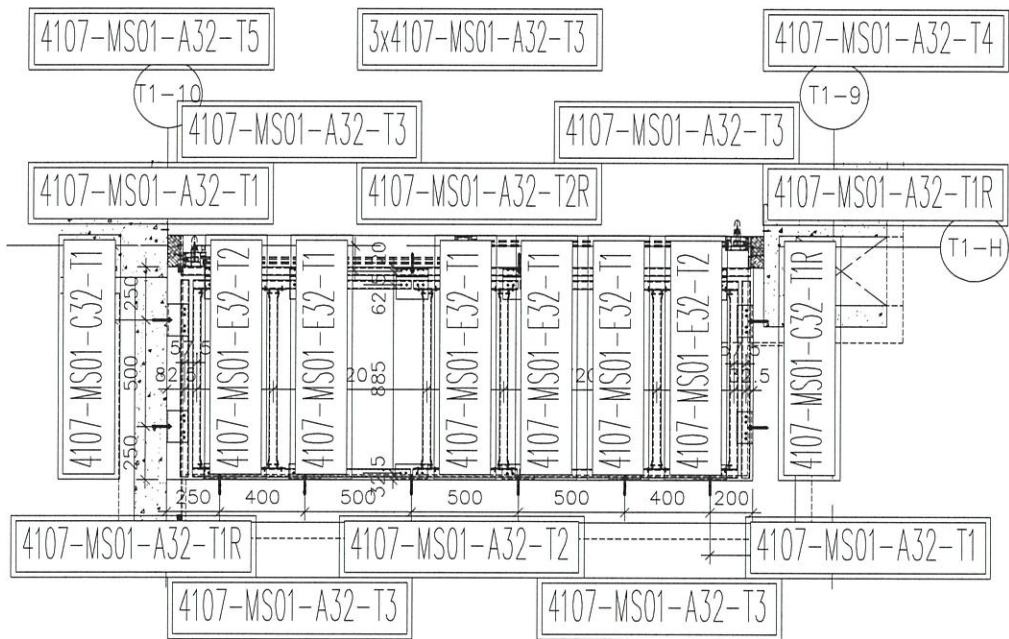 4107-MS01-A32-T5
3x4107-MS01-A32-T3
4107-MS01-A32-T4
T1-10
T1-9
4107-MS01-A32-T3
4107-MS01-A32-T3
4107-MS01-A32-T1
4107-MS01-A32-T2R
4107-MS01-A32-T1R
T1-H
4107-MS01-C32-T1
4107-MS01-E32-T2
4107-MS01-E32-T1
4107-MS01-E32-T1
4107-MS01-E32-T1
4107-MS01-E32-T1
4107-MS01-E32-T2
4107-MS01-C32-T1R
250
500
250
885
250
400
500
500
500
400
200
4107-MS01-A32-T1R
4107-MS01-A32-T2
4107-MS01-A32-T1
4107-MS01-A32-T3
4107-MS01-A32-T3